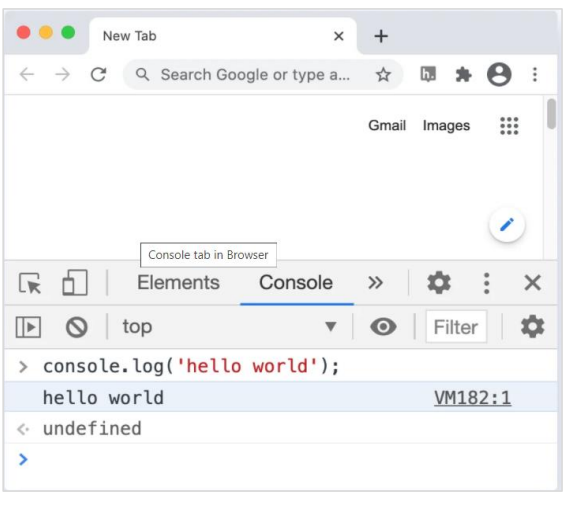 New Tab
Search Google or type a...
Gmail Images
Console tab in Browser
Elements Console »
top Filter
> console.log('hello world');
hello world VM182:1
undefined
>